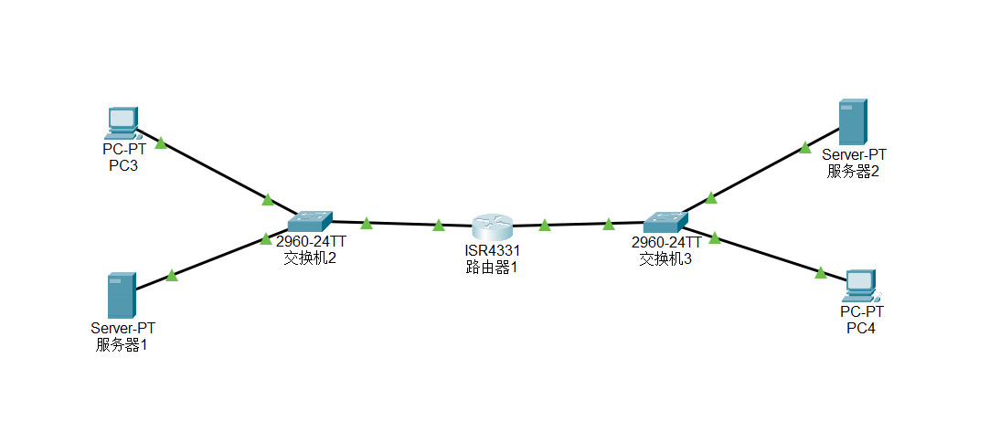 PC-PT
PC3
Server-PT
服务器1
2960-24TT
交换机2
ISR4331
路由器1
2960-24TT
交换机3
Server-PT
服务器2
PC-PT
PC4